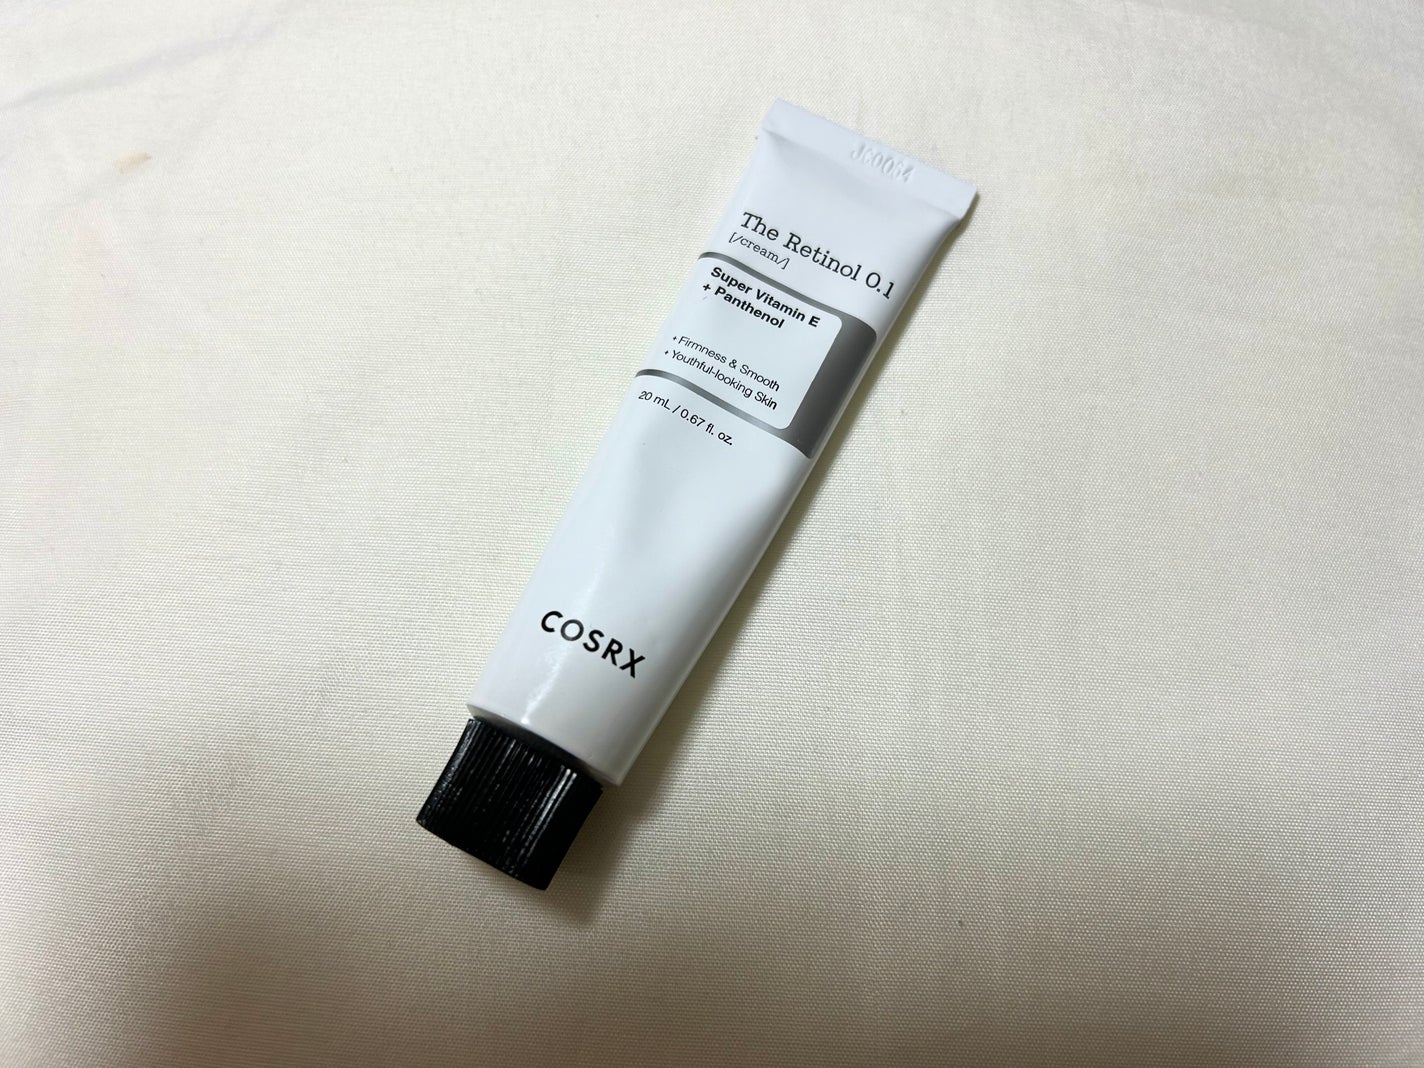 JC0064
The Retinol 0.1
[/cream/]
Super Vitamin E
+ Panthenol
+ Firmness & Smooth
+ Youthful-looking Skin
20 mL / 0.67 fl. oz.
COSRX